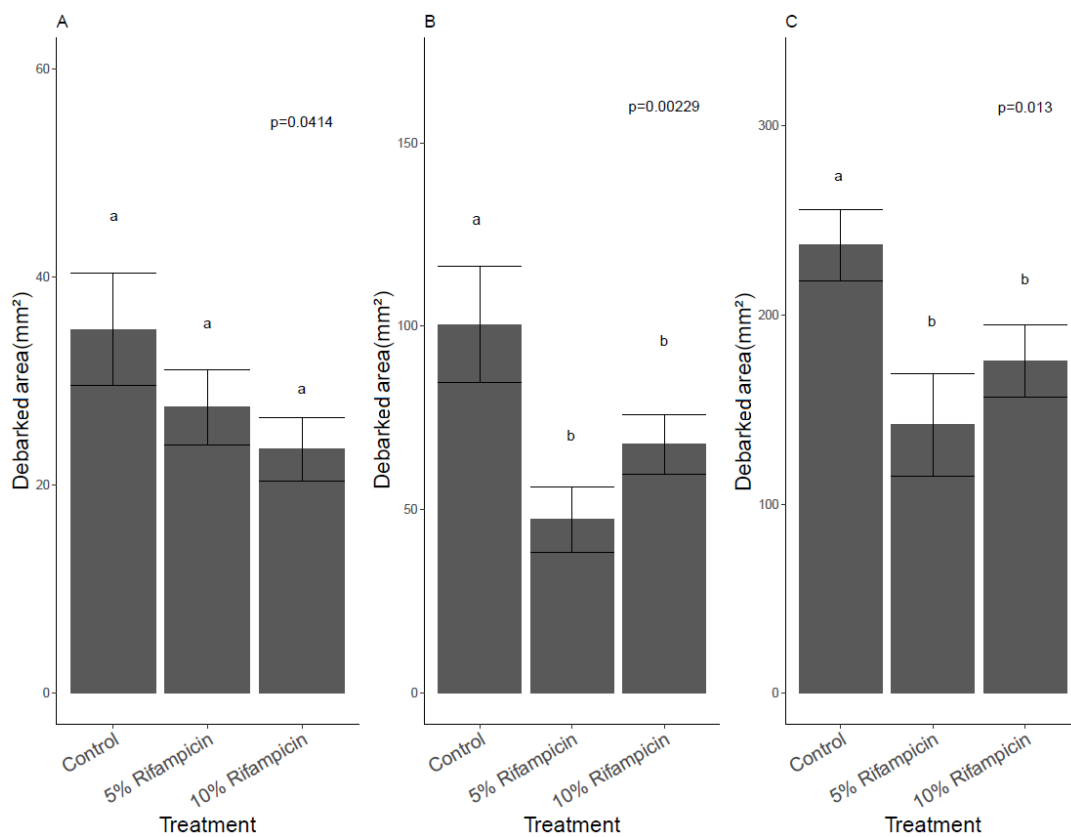 A
Debarked area(mm²)
60
40
20
0
p=0.0414
a
a
a
Control
5% Rifampicin
10% Rifampicin
Treatment
B
Debarked area(mm²)
150
100
50
0
p=0.00229
a
b
b
Control
5% Rifampicin
10% Rifampicin
Treatment
C
Debarked area(mm²)
300
200
100
0
p=0.013
a
b
b
Control
5% Rifampicin
10% Rifampicin
Treatment